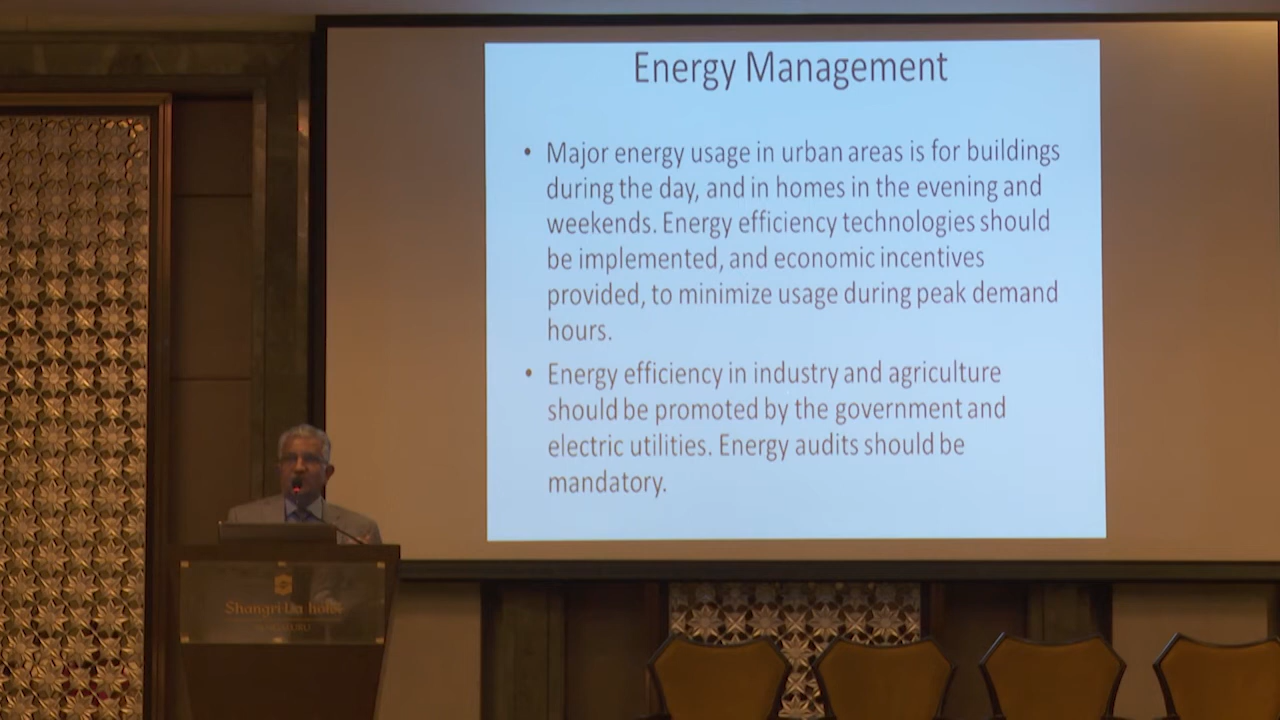 Energy Management
• Major energy usage in urban areas is for buildings
during the day, and in homes in the evening and
weekends. Energy efficiency technologies should
be implemented, and economic incentives
provided, to minimize usage during peak demand
hours.
• Energy efficiency in industry and agriculture
should be promoted by the government and
electric utilities. Energy audits should be
mandatory.
Shangri-La hotel